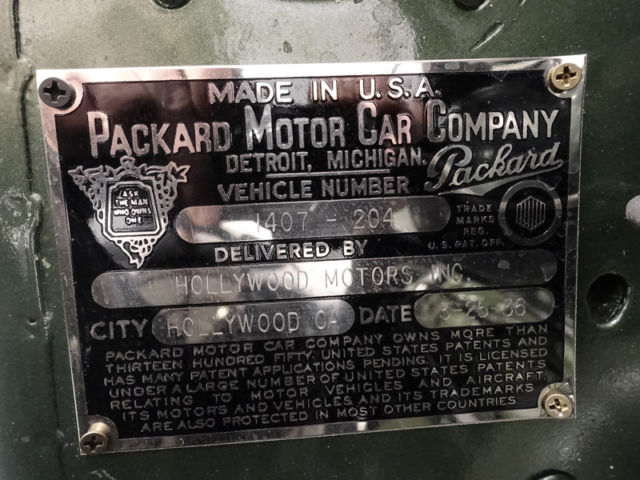 MADE IN U.S.A.
PACKARD MOTOR CAR COMPANY
DETROIT, MICHIGAN.
Packard
VEHICLE NUMBER
ASK
THE MAN
WHO OWNS
ONE
1407 - 204
TRADE
MARKS
REG.
U.S. PAT. OFF.
DELIVERED BY
HOLLYWOOD MOTORS INC.
CITY HOLLYWOOD CA DATE 3-26-36
PACKARD MOTOR CAR COMPANY OWNS MORE THAN
THIRTEEN HUNDRED FIFTY UNITED STATES PATENTS AND
HAS MANY PATENT APPLICATIONS PENDING. IT IS LICENSED
UNDER A LARGE NUMBER OF UNITED STATES PATENTS
RELATING TO MOTOR VEHICLES AND AIRCRAFT.
ITS MOTORS AND VEHICLES AND ITS TRADEMARKS
ARE ALSO PROTECTED IN MOST OTHER COUNTRIES.